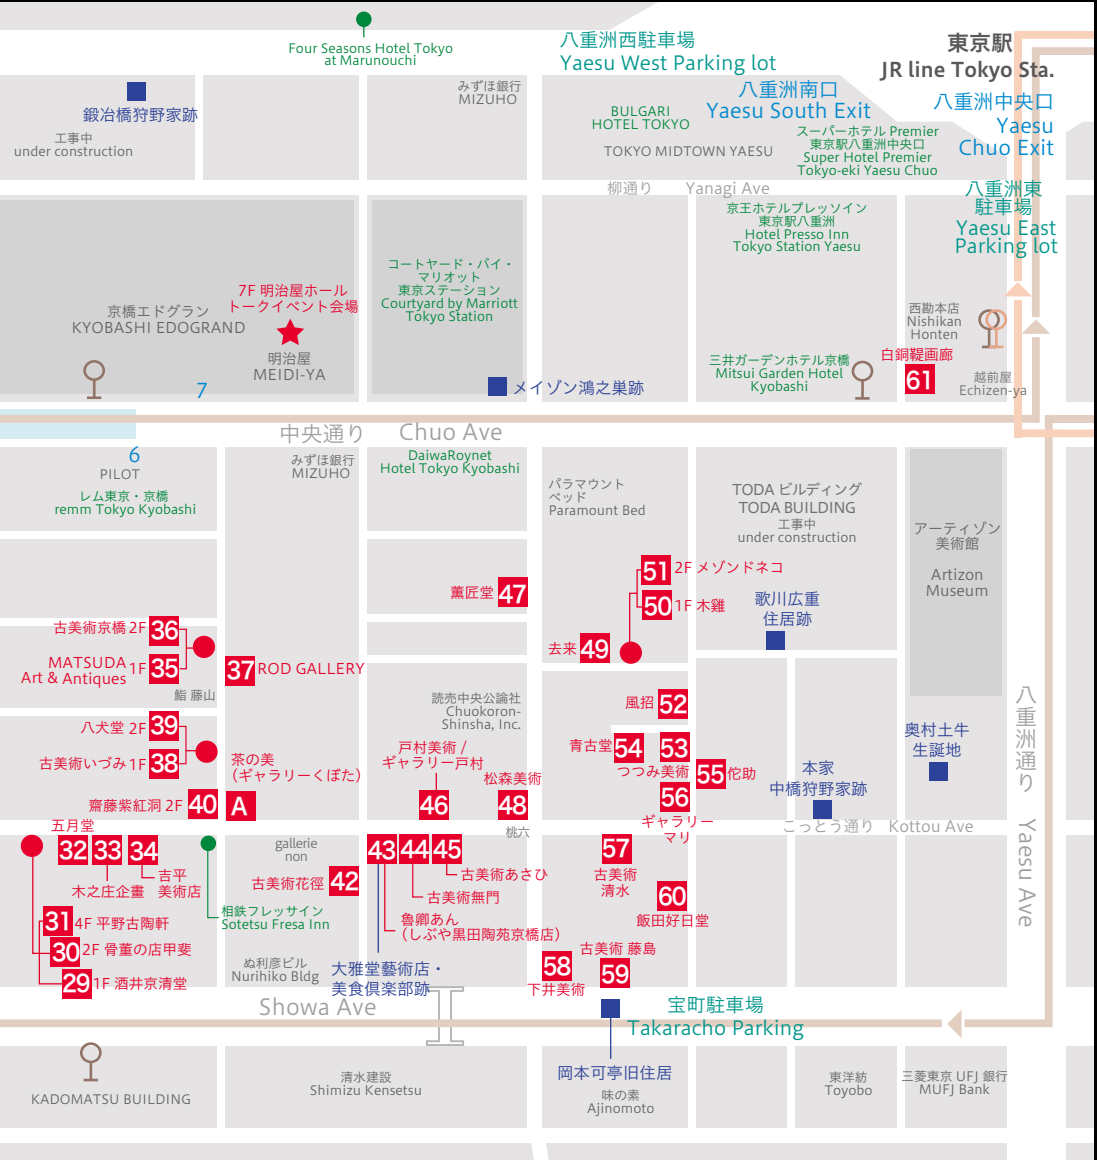 Four Seasons Hotel Tokyo
at Marunouchi
八重洲西駐車場
Yaesu West Parking lot
東京駅
JR line Tokyo Sta.
鍛冶橋狩野家跡
工事中
under construction
みずほ銀行
MIZUHO
BULGARI
HOTEL TOKYO
八重洲南口
Yaesu South Exit
八重洲中央口
Yaesu
Chuo Exit
TOKYO MIDTOWN YAESU
スーパーホテル Premier
東京駅八重洲中央口
Super Hotel Premier
Tokyo-eki Yaesu Chuo
柳通り Yanagi Ave
八重洲東
駐車場
Yaesu East
Parking lot
京王ホテルプレッソイン
東京駅八重洲
Hotel Presso Inn
Tokyo Station Yaesu
コートヤード・バイ・
マリオット
東京ステーション
Courtyard by Marriott
Tokyo Station
7F 明治屋ホール
トークイベント会場
京橋エドグラン
KYOBASHI EDOGRAND
明治屋
MEIDI-YA
西勘本店
Nishikan
Honten
白銅鞮画廊
61
越前屋
Echizen-ya
三井ガーデンホテル京橋
Mitsui Garden Hotel
Kyobashi
メイゾン鴻之巣跡
7
中央通り Chuo Ave
6
PILOT
レム東京・京橋
remm Tokyo Kyobashi
みずほ銀行
MIZUHO
DaiwaRoynet
Hotel Tokyo Kyobashi
パラマウント
ベッド
Paramount Bed
TODA ビルディング
TODA BUILDING
工事中
under construction
アーティゾン
美術館
Artizon
Museum
51 2F メゾンドネコ
50 1F 木雞
薫匠堂 47
歌川広重
住居跡
去来 49
古美術京橋 2F 36
MATSUDA
Art & Antiques 1F 35
37 ROD GALLERY
鮨 藤山
読売中央公論社
Chuokoron-
Shinsha, Inc.
風招 52
八犬堂 2F 39
古美術いづみ 1F 38
茶の美
（ギャラリーくぼた）
戸村美術 /
ギャラリー戸村
青古堂 54
53
つつみ美術
55 侘助
本家
中橋狩野家跡
奥村土牛
生誕地
八重洲通り Yaesu Ave
齋藤紫紅洞 2F 40
A
46
松森美術
48
56
ギャラリー
マリ
こっとう通り Kottou Ave
桃六
五月堂
32 33 34
木之庄企畫
吉平
美術店
gallerie
non
古美術花徑 42
43 44 45
古美術あさひ
古美術無門
魯卿あん
（しぶや黒田陶苑京橋店）
57
古美術
清水
60
飯田好日堂
31 4F 平野古陶軒
30 2F 骨董の店甲斐
29 1F 酒井京清堂
相鉄フレッサイン
Sotetsu Fresa Inn
ぬ利彦ビル
Nurihiko Bldg
大雅堂藝術店・
美食倶楽部跡
58
下井美術
古美術 藤島
59
Showa Ave
宝町駐車場
Takaracho Parking
KADOMATSU BUILDING
清水建設
Shimizu Kensetsu
岡本可亭旧住居
味の素
Ajinomoto
東洋紡
Toyobo
三菱東京 UFJ 銀行
MUFJ Bank